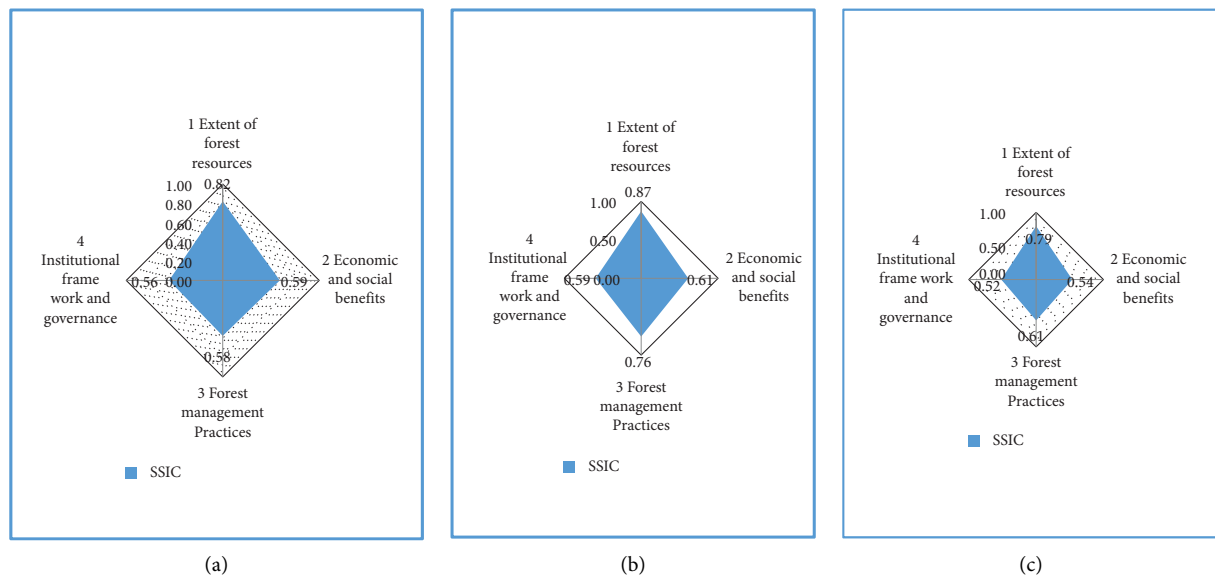 1 Extent of
forest
resources
0.82
1.00
0.80
0.60
0.40
0.20
0.00
4
Institutional
frame
work and
governance
0.56
2 Economic
and social
benefits
0.59
0.58
3 Forest
management
Practices
SSIC
(a)
1 Extent of
forest
resources
0.87
1.00
0.50
0.00
4
Institutional
frame
work and
governance
0.59
2 Economic
and social
benefits
0.61
0.76
3 Forest
management
Practices
SSIC
(b)
1 Extent of
forest
resources
1.00
0.79
0.50
0.00
4
Institutional
frame work
and
governance
0.52
2 Economic
and social
benefits
0.54
0.61
3 Forest
management
Practices
SSIC
(c)